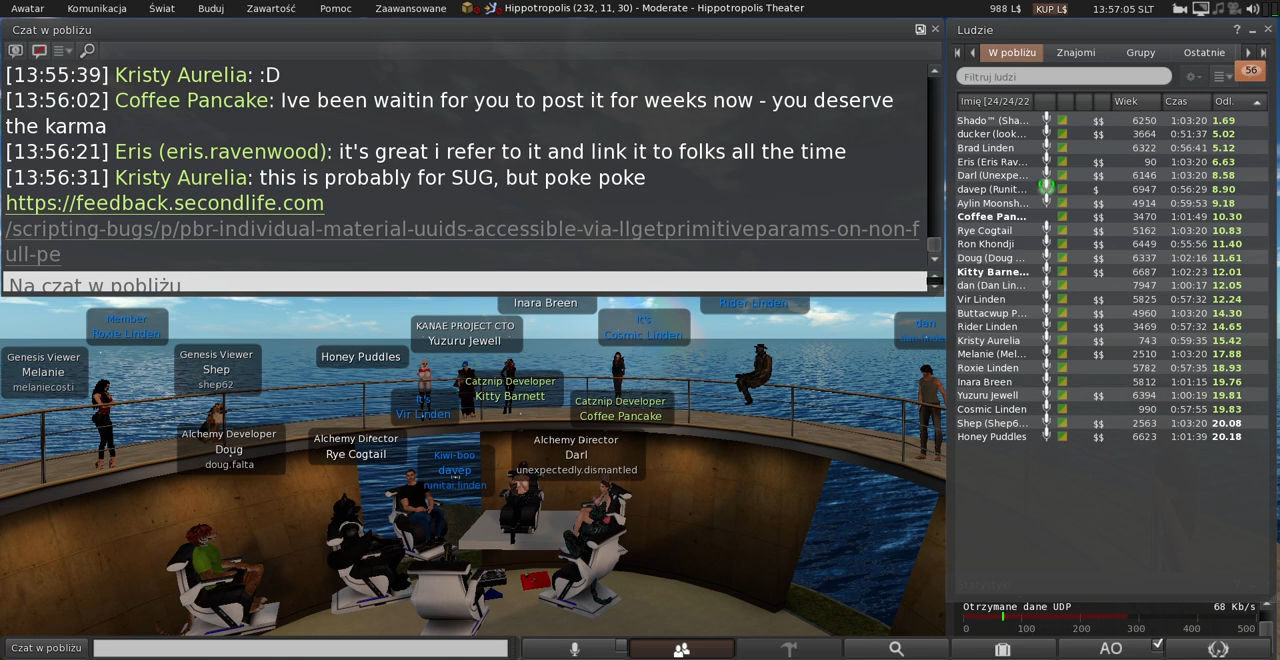 Awatar Komunikacja Świat Buduj Zawartość Pomoc Zaawansowane Hippotropolis (232, 11, 30) - Moderate - Hippotropolis Theater 988 L$ KUP L$ 13:57:05 SLT
Czat w pobliżu
[13:55:39] Kristy Aurelia: :D
[13:56:02] Coffee Pancake: Ive been waitin for you to post it for weeks now - you deserve
the karma
[13:56:21] Eris (eris.ravenwood): it's great i refer to it and link it to folks all the time
[13:56:31] Kristy Aurelia: this is probably for SUG, but poke poke
https://feedback.secondlife.com
/scripting-bugs/p/pbr-individual-material-uuids-accessible-via-llgetprimitiveparams-on-non-f
ull-pe
Na czat w pobliżu
Inara Breen
Rider Linden
Member
Roxie Linden
KANAE PROJECT CTO
Yuzuru Jewell
It's
Cosmic Linden
dan
Genesis Viewer
Melanie
melaniecosti
Genesis Viewer
Shep
shep62
Honey Puddles
Catznip Developer
Kitty Barnett
It's
Vir Linden
Catznip Developer
Coffee Pancake
Alchemy Developer
Doug
doug.falta
Alchemy Director
Rye Cogtail
Kiwi-boo
davep
runitai.linden
Alchemy Director
Darl
unexpectedly.dismantled
Ludzie
W pobliżu Znajomi Grupy Ostatnie
56
Filtruj ludzi
Imię [24/24/22 Wiek Czas Odl.
Shado™ (Sha... $$ 6250 1:03:20 1.69
ducker (look... $$ 3664 0:51:37 5.02
Brad Linden 6322 0:56:41 5.12
Eris (Eris Rav... $$ 90 1:03:20 6.63
Darl (Unexpe... $$ 6146 1:03:20 8.58
davep (Runit... $ 6947 0:56:29 8.90
Aylin Moonsh... $$ 4914 0:59:53 9.18
Coffee Pan... $$ 3470 1:01:49 10.30
Rye Cogtail $$ 5162 1:03:20 10.83
Ron Khondji $$ 6449 0:55:56 11.40
Doug (Doug ... $$ 6337 1:02:16 11.61
Kitty Barne... $$ 6687 1:02:23 12.01
dan (Dan Lin... 7947 1:00:17 12.05
Vir Linden $$ 5825 0:57:32 12.24
Buttacwup P... $$ 4960 1:03:20 14.30
Rider Linden $$ 3469 0:57:32 14.65
Kristy Aurelia $$ 743 0:59:35 15.42
Melanie (Mel... $$ 2510 1:03:20 17.88
Roxie Linden 5782 0:57:35 18.93
Inara Breen 5812 1:01:15 19.76
Yuzuru Jewell $$ 6394 1:00:19 19.81
Cosmic Linden 990 0:57:55 19.83
Shep (Shep6... $$ 2563 1:03:20 20.08
Honey Puddles $$ 6623 1:01:39 20.18
Otrzymane dane UDP 68 Kb/s
0 100 200 300 400 500
Czat w pobliżu
AO